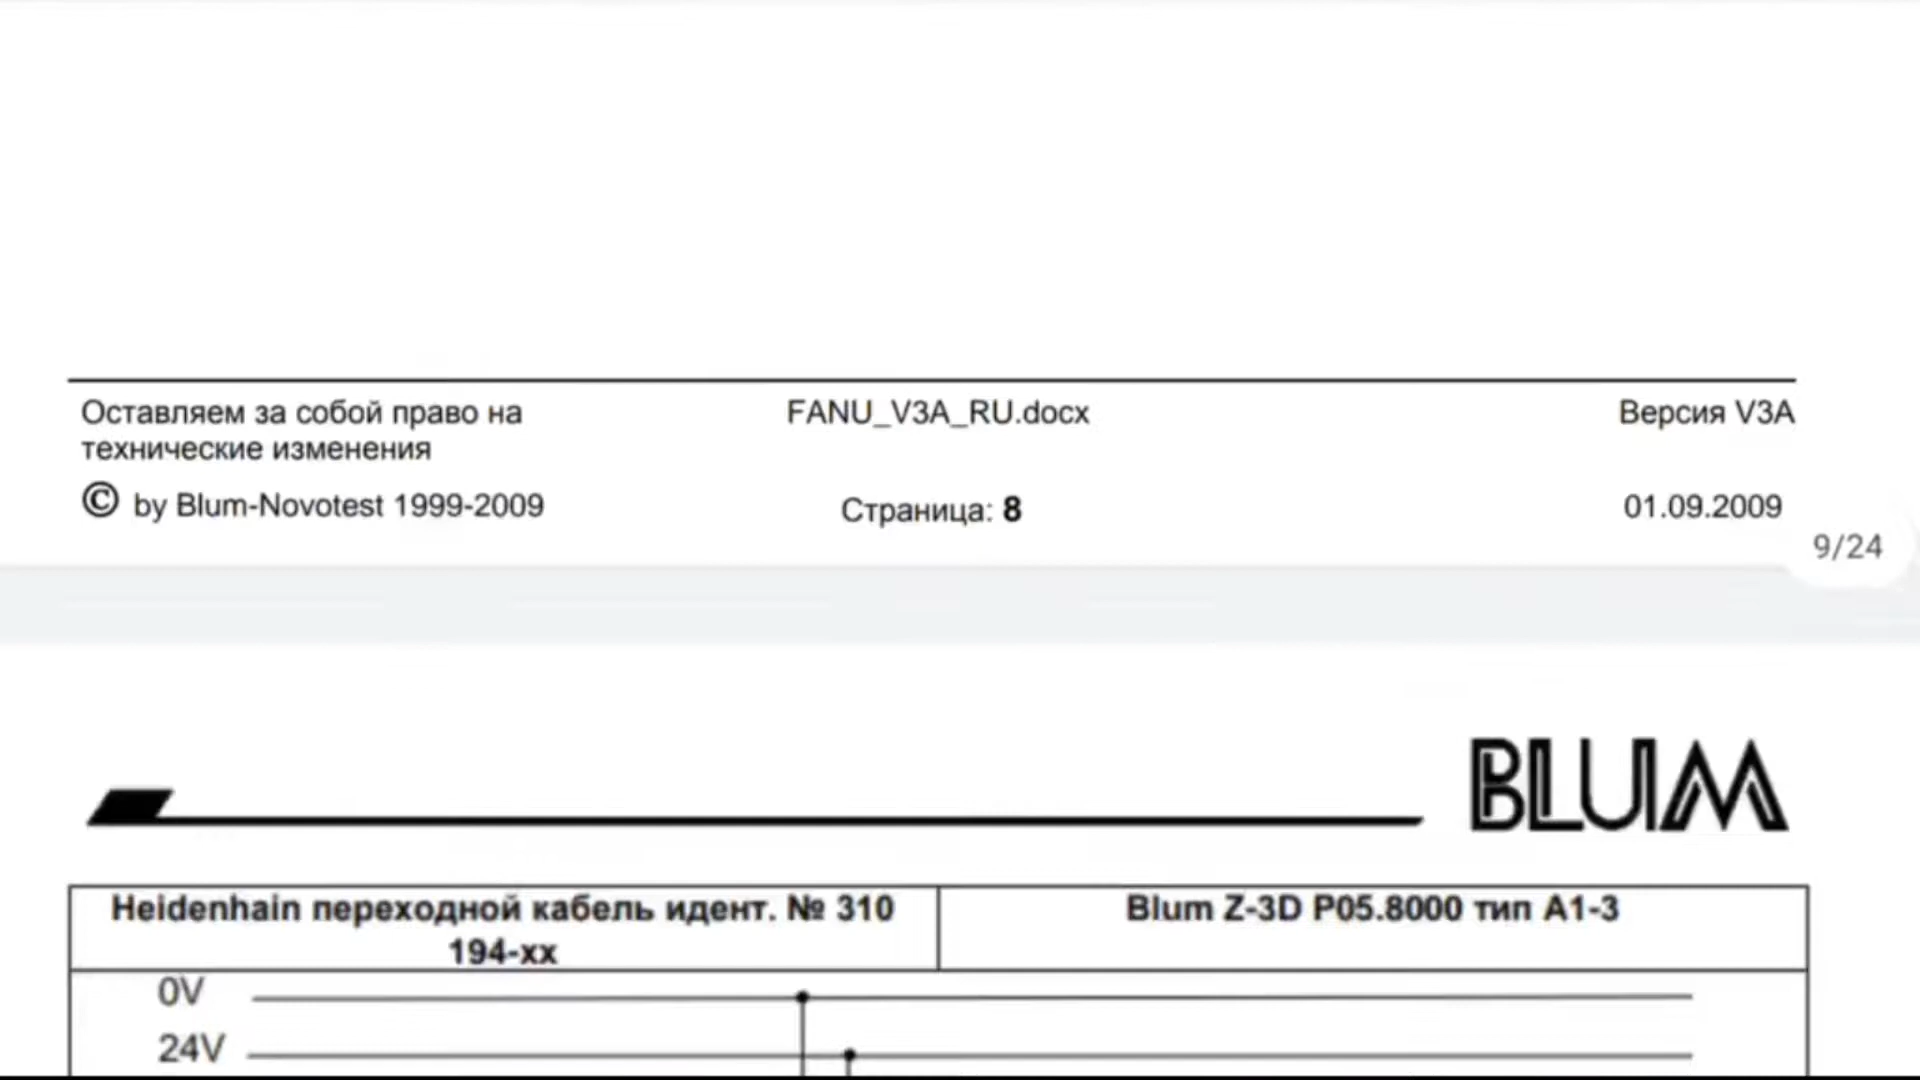 Оставляем за собой право на
технические изменения
FANU_V3A_RU.docx
Версия V3A
© by Blum-Novotest 1999-2009
Страница: 8
01.09.2009
9/24
BLUM
Heidenhain переходной кабель идент. № 310
194-xx
Blum Z-3D P05.8000 тип A1-3
0V
24V